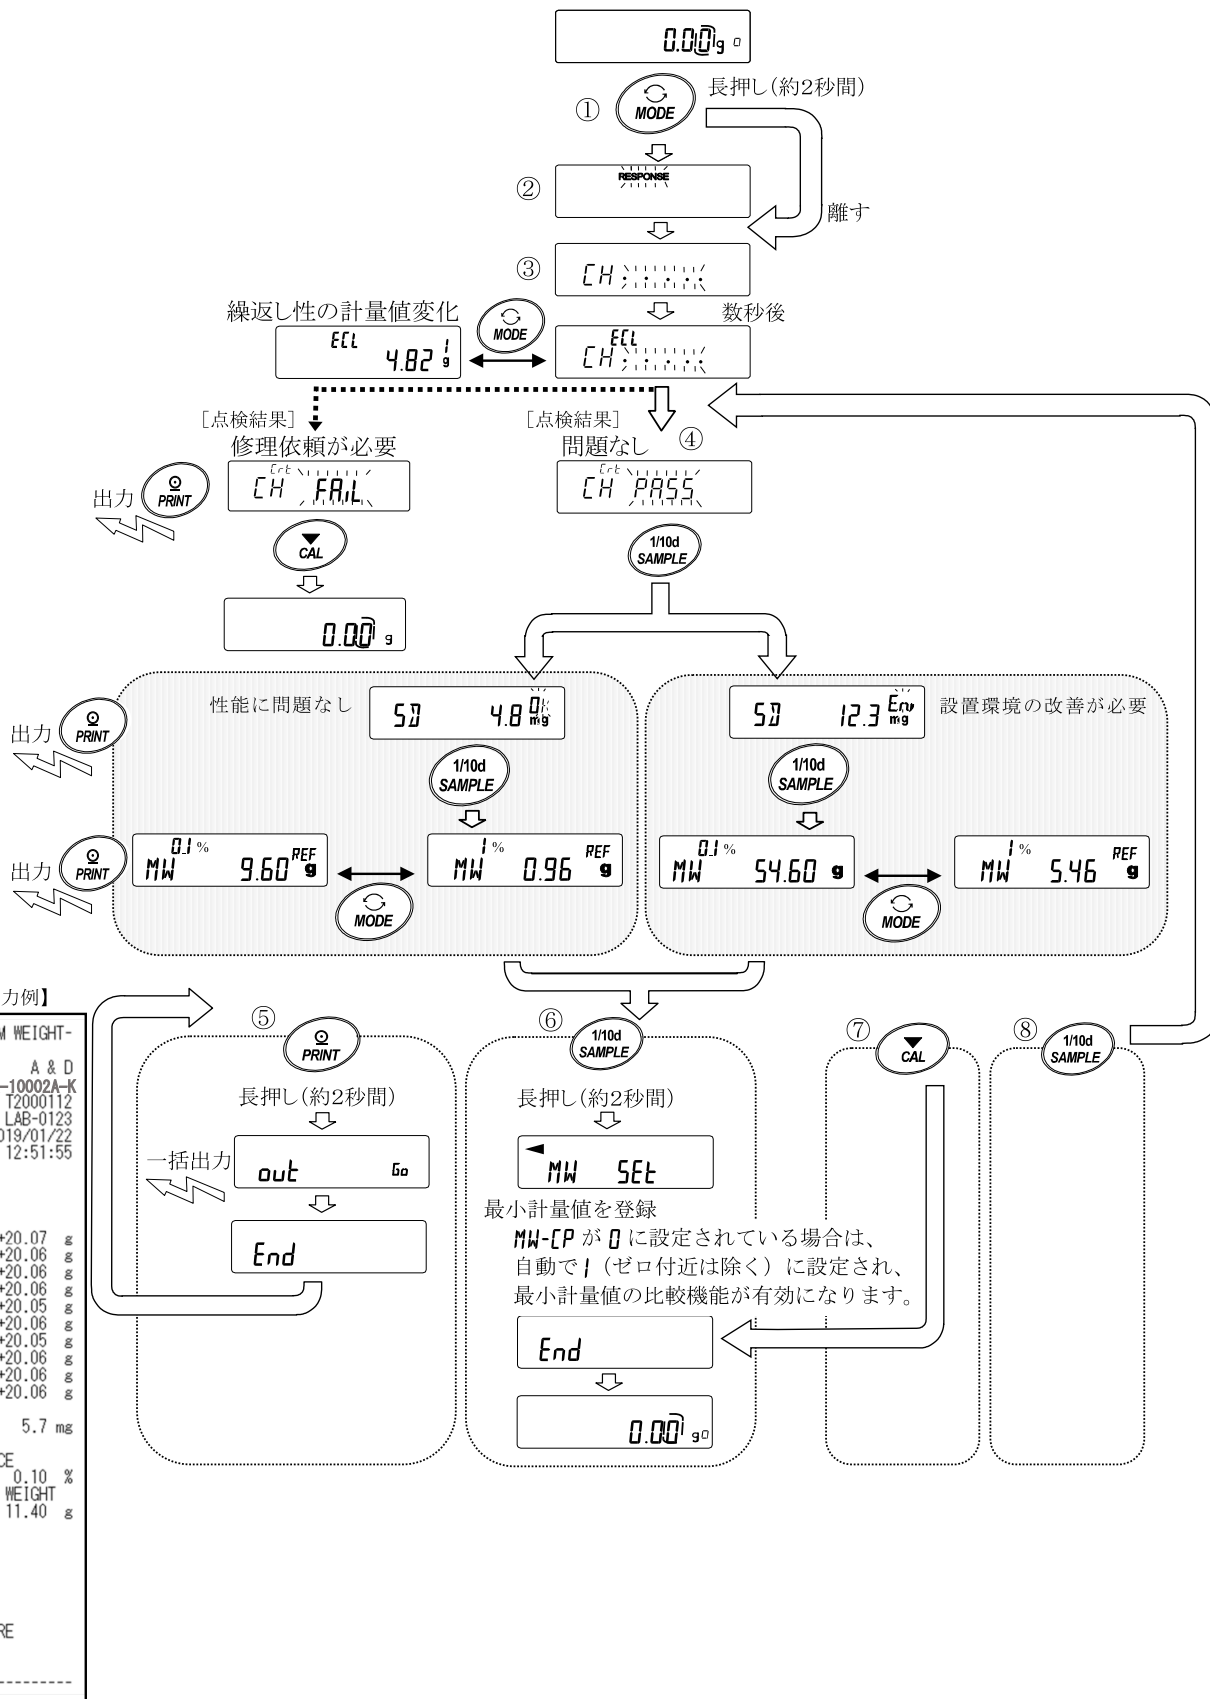 0.001g
① MODE 長押し(約2秒間)
② RESPONSE
離す
③ CH
数秒後
繰返し性の計量値変化
ECL 4.821 g
MODE
ECL CH
[点検結果]
修理依頼が必要
[点検結果]
問題なし ④
出力 PRINT
Crt CH FAiL
Crt CH PASS
CAL
1/10d SAMPLE
0.001 g
性能に問題なし
SD 4.8 mg OK
SD 12.3 mg Env
設置環境の改善が必要
出力 PRINT
1/10d SAMPLE
1/10d SAMPLE
出力 PRINT
0.1 % MW 9.60 REF g
1 % MW 0.96 REF g
0.1 % MW 54.60 g
1 % MW 5.46 REF g
MODE
MODE
力例】
M WEIGHT-
A & D
-10002A-K
T2000112
LAB-0123
019/01/22
12:51:55
+20.07 g
+20.06 g
+20.06 g
+20.06 g
+20.05 g
+20.06 g
+20.05 g
+20.06 g
+20.06 g
+20.06 g
5.7 mg
CE
0.10 %
WEIGHT
11.40 g
RE
---------
⑤ PRINT
長押し(約2秒間)
一括出力
out Go
End
⑥ 1/10d SAMPLE
長押し(約2秒間)
MW SEt
最小計量値を登録
MW-CP が 0 に設定されている場合は、
自動で1(ゼロ付近は除く)に設定され、
最小計量値の比較機能が有効になります。
End
0.001 g
⑦ CAL
⑧ 1/10d SAMPLE